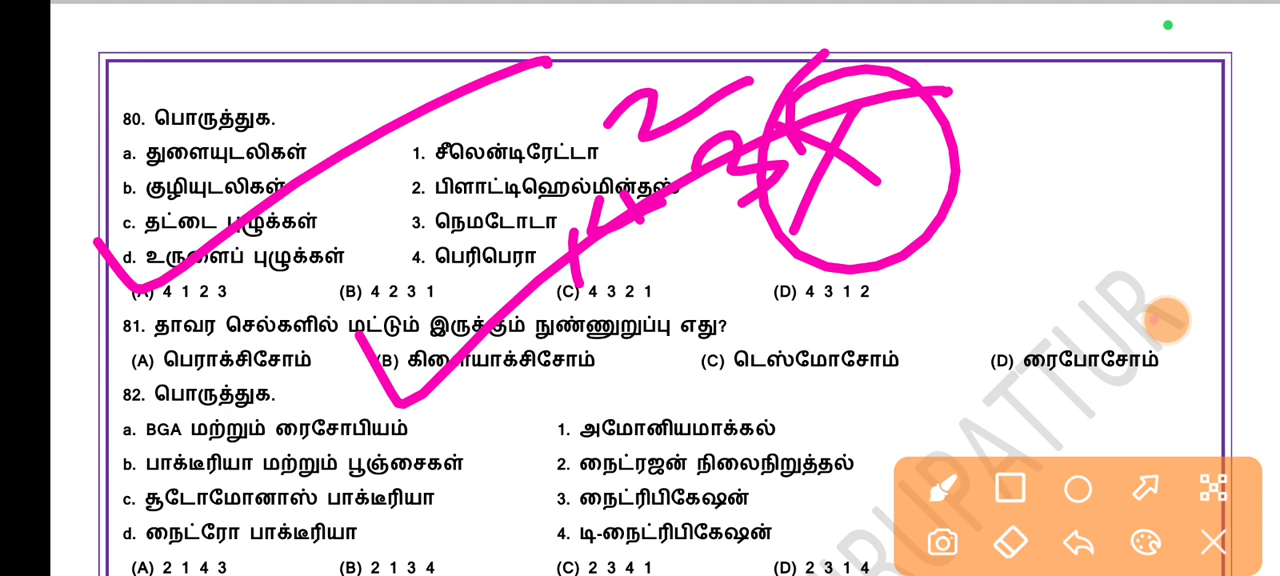 80. பொருத்துக.
a. துளையுடலிகள் 1. சீலென்டிரேட்டா
b. குழியுடலிகள் 2. பிளாட்டிஹெல்மின்தஸ்
c. தட்டை புழுக்கள் 3. நெமடோடா
d. உருளைப் புழுக்கள் 4. பெரிபெரா
(A) 4 1 2 3 (B) 4 2 3 1 (C) 4 3 2 1 (D) 4 3 1 2
81. தாவர செல்களில் மட்டும் இருக்கும் நுண்ணுறுப்பு எது?
(A) பெராக்சிசோம் (B) கிளையாக்சிசோம் (C) டெஸ்மோசோம் (D) ரைபோசோம்
82. பொருத்துக.
a. BGA மற்றும் ரைசோபியம் 1. அமோனியமாக்கல்
b. பாக்டீரியா மற்றும் பூஞ்சைகள் 2. நைட்ரஜன் நிலைநிறுத்தல்
c. சூடோமோனாஸ் பாக்டீரியா 3. நைட்ரிபிகேஷன்
d. நைட்ரோ பாக்டீரியா 4. டி-நைட்ரிபிகேஷன்
(A) 2 1 4 3 (B) 2 1 3 4 (C) 2 3 4 1 (D) 2 3 1 4